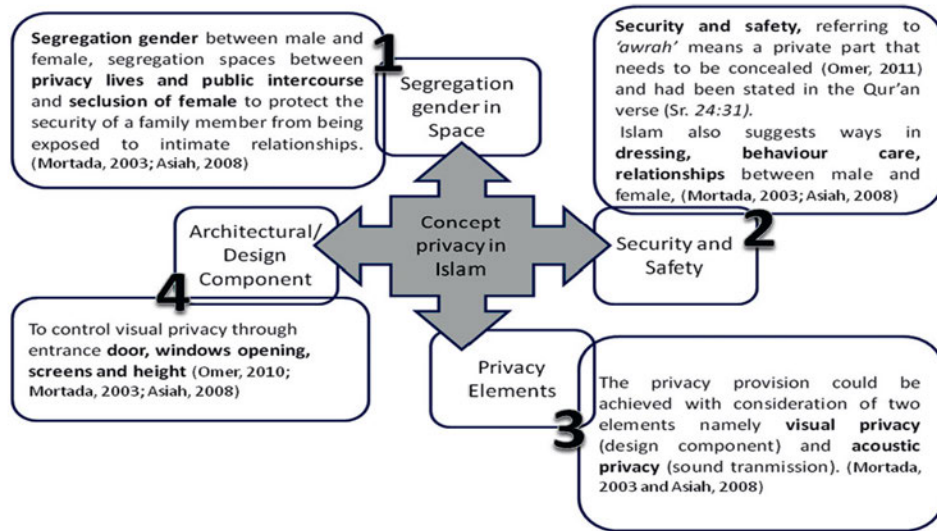 Segregation gender between male and
female, segregation spaces between
privacy lives and public intercourse
and seclusion of female to protect the
security of a family member from being
exposed to intimate relationships.
(Mortada, 2003; Asiah, 2008)
1
Segregation
gender in
Space
Security and safety, referring to
'awrah' means a private part that
needs to be concealed (Omer, 2011)
and had been stated in the Qur'an
verse (Sr. 24:31).
Islam also suggests ways in
dressing, behaviour care,
relationships between male and
female, (Mortada, 2003; Asiah, 2008)
2
Security and
Safety
Concept
privacy in
Islam
Architectural/
Design
Component
4
To control visual privacy through
entrance door, windows opening,
screens and height (Omer, 2010;
Mortada, 2003; Asiah, 2008)
Privacy
Elements
3
The privacy provision could be
achieved with consideration of two
elements namely visual privacy
(design component) and acoustic
privacy (sound tranmission). (Mortada,
2003 and Asiah, 2008)